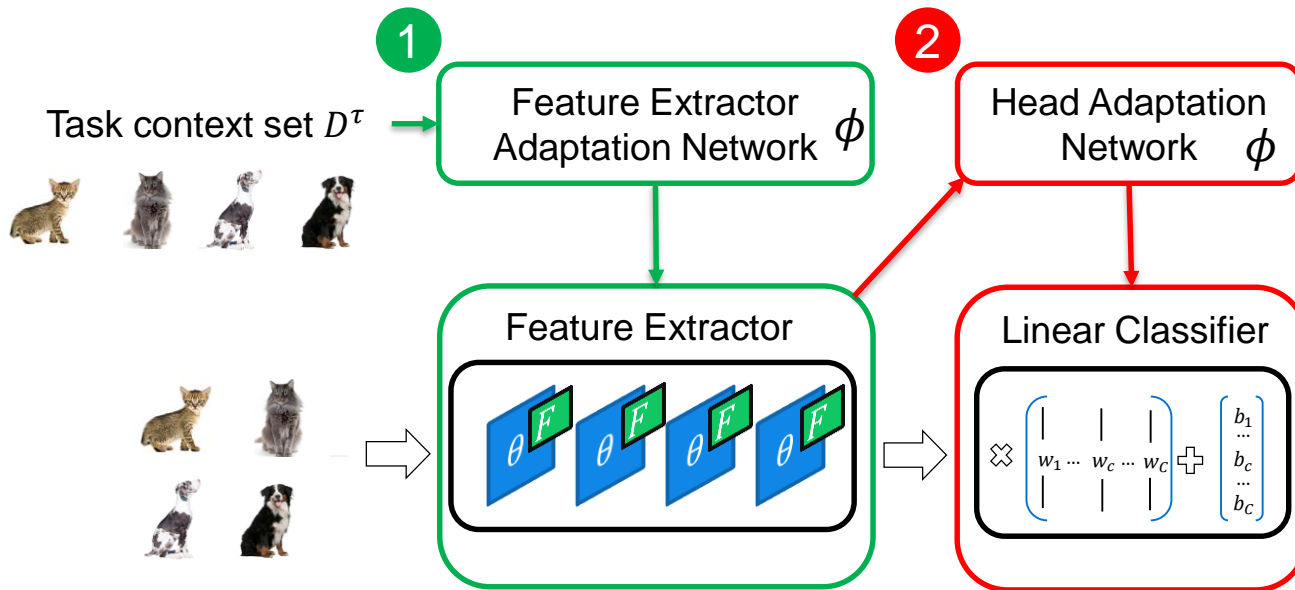 1
2
Task context set D^τ
Feature Extractor
Adaptation Network ϕ
Head Adaptation
Network ϕ
Feature Extractor
θ F θ F θ F θ F
Linear Classifier
× w_1 ... w_c ... w_C +
b_1
...
b_c
...
b_C